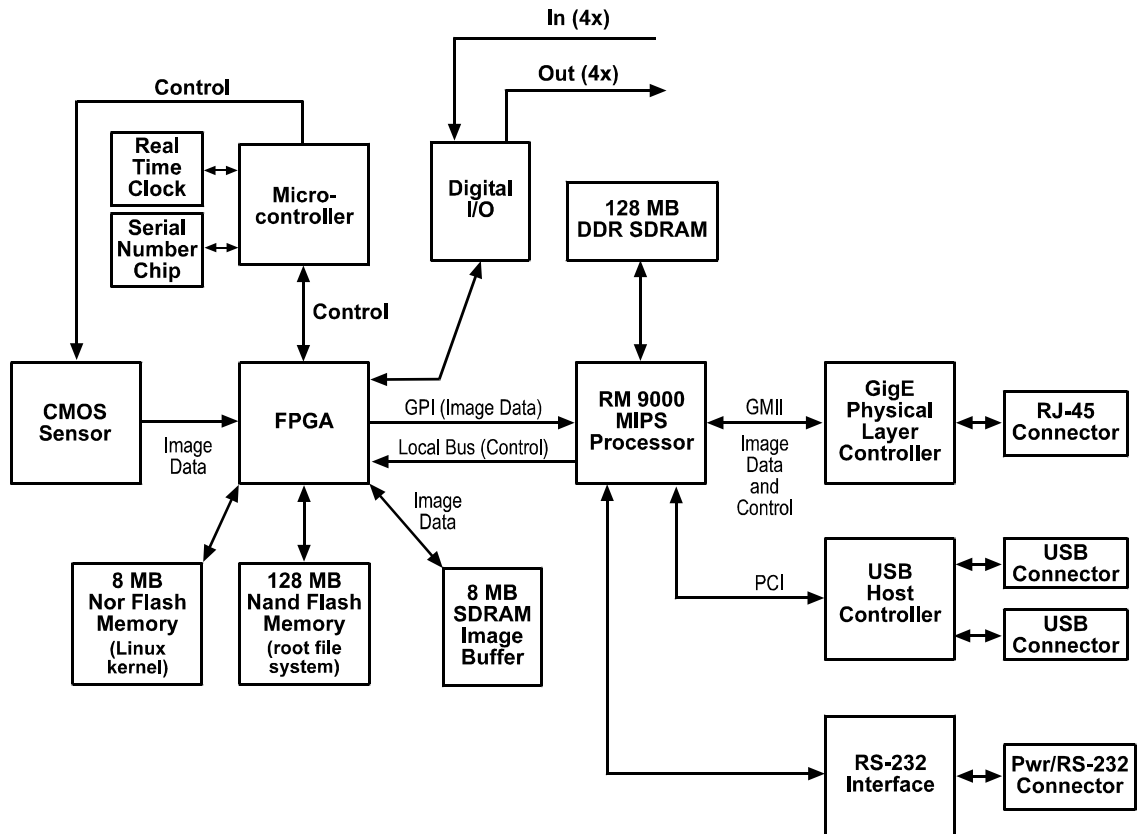 In (4x)
Out (4x)
Control
Real
Time
Clock
Serial
Number
Chip
Micro-
controller
Digital
I/O
128 MB
DDR SDRAM
Control
CMOS
Sensor
Image
Data
FPGA
GPI (Image Data)
Local Bus (Control)
RM 9000
MIPS
Processor
GMII
Image
Data
and
Control
GigE
Physical
Layer
Controller
RJ-45
Connector
Image
Data
8 MB
Nor Flash
Memory
(Linux
kernel)
128 MB
Nand Flash
Memory
(root file
system)
8 MB
SDRAM
Image
Buffer
PCI
USB
Host
Controller
USB
Connector
USB
Connector
RS-232
Interface
Pwr/RS-232
Connector